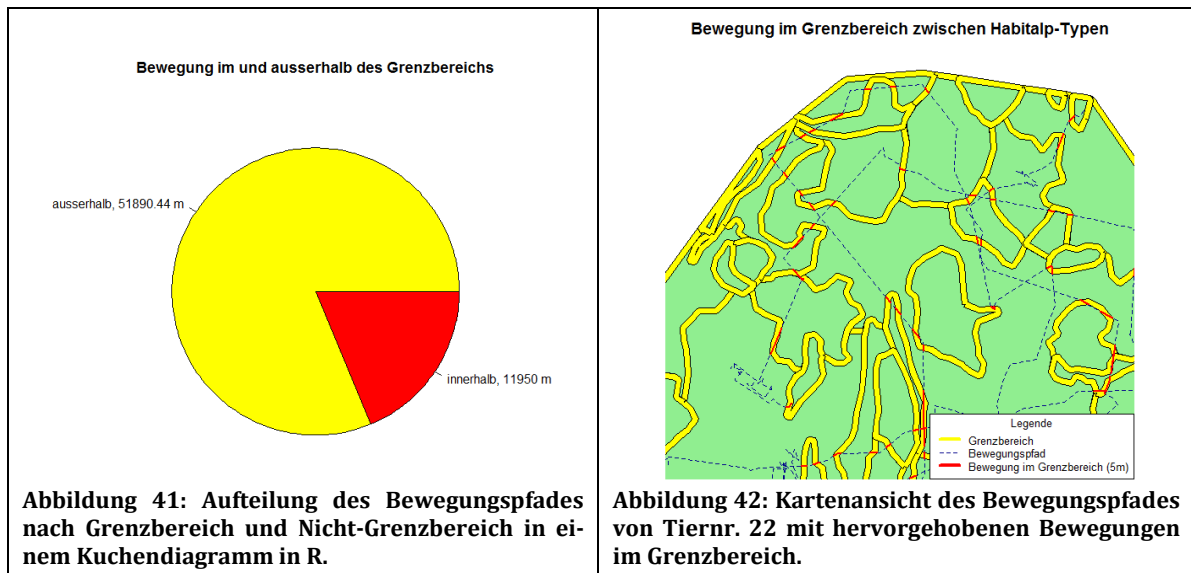 Bewegung im und ausserhalb des Grenzbereichs
ausserhalb, 51890.44 m
innerhalb, 11950 m
Abbildung 41: Aufteilung des Bewegungspfades
nach Grenzbereich und Nicht-Grenzbereich in ei-
nem Kuchendiagramm in R.
Bewegung im Grenzbereich zwischen Habitalp-Typen
Legende
Grenzbereich
Bewegungspfad
Bewegung im Grenzbereich (5m)
Abbildung 42: Kartenansicht des Bewegungspfades
von Tiernr. 22 mit hervorgehobenen Bewegungen
im Grenzbereich.